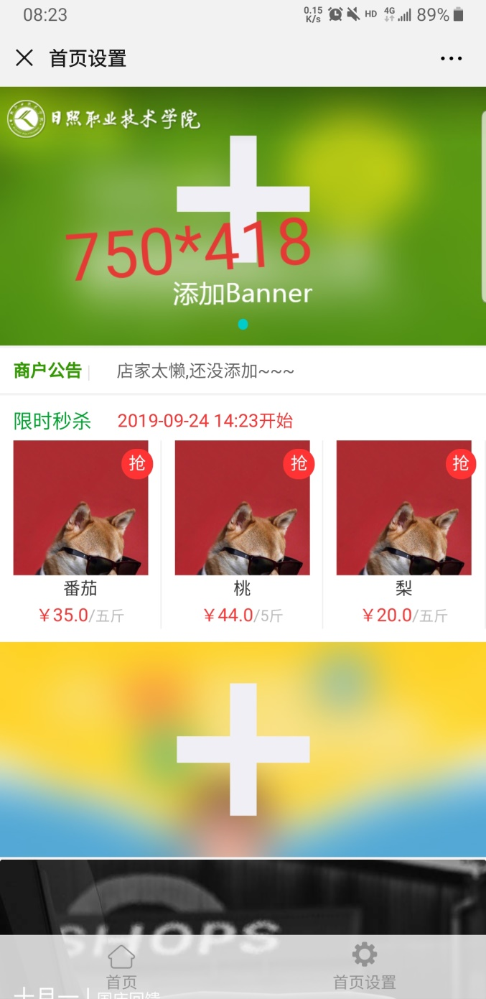 08:23
0.15
K/s
HD
4G
89%
首页设置
日照职业技术学院
750*418
添加Banner
商户公告
店家太懒,还没添加~~~
限时秒杀
2019-09-24 14:23开始
抢
抢
抢
番茄
桃
梨
￥35.0/五斤
￥44.0/5斤
￥20.0/五斤
SHOPS
首页
首页设置